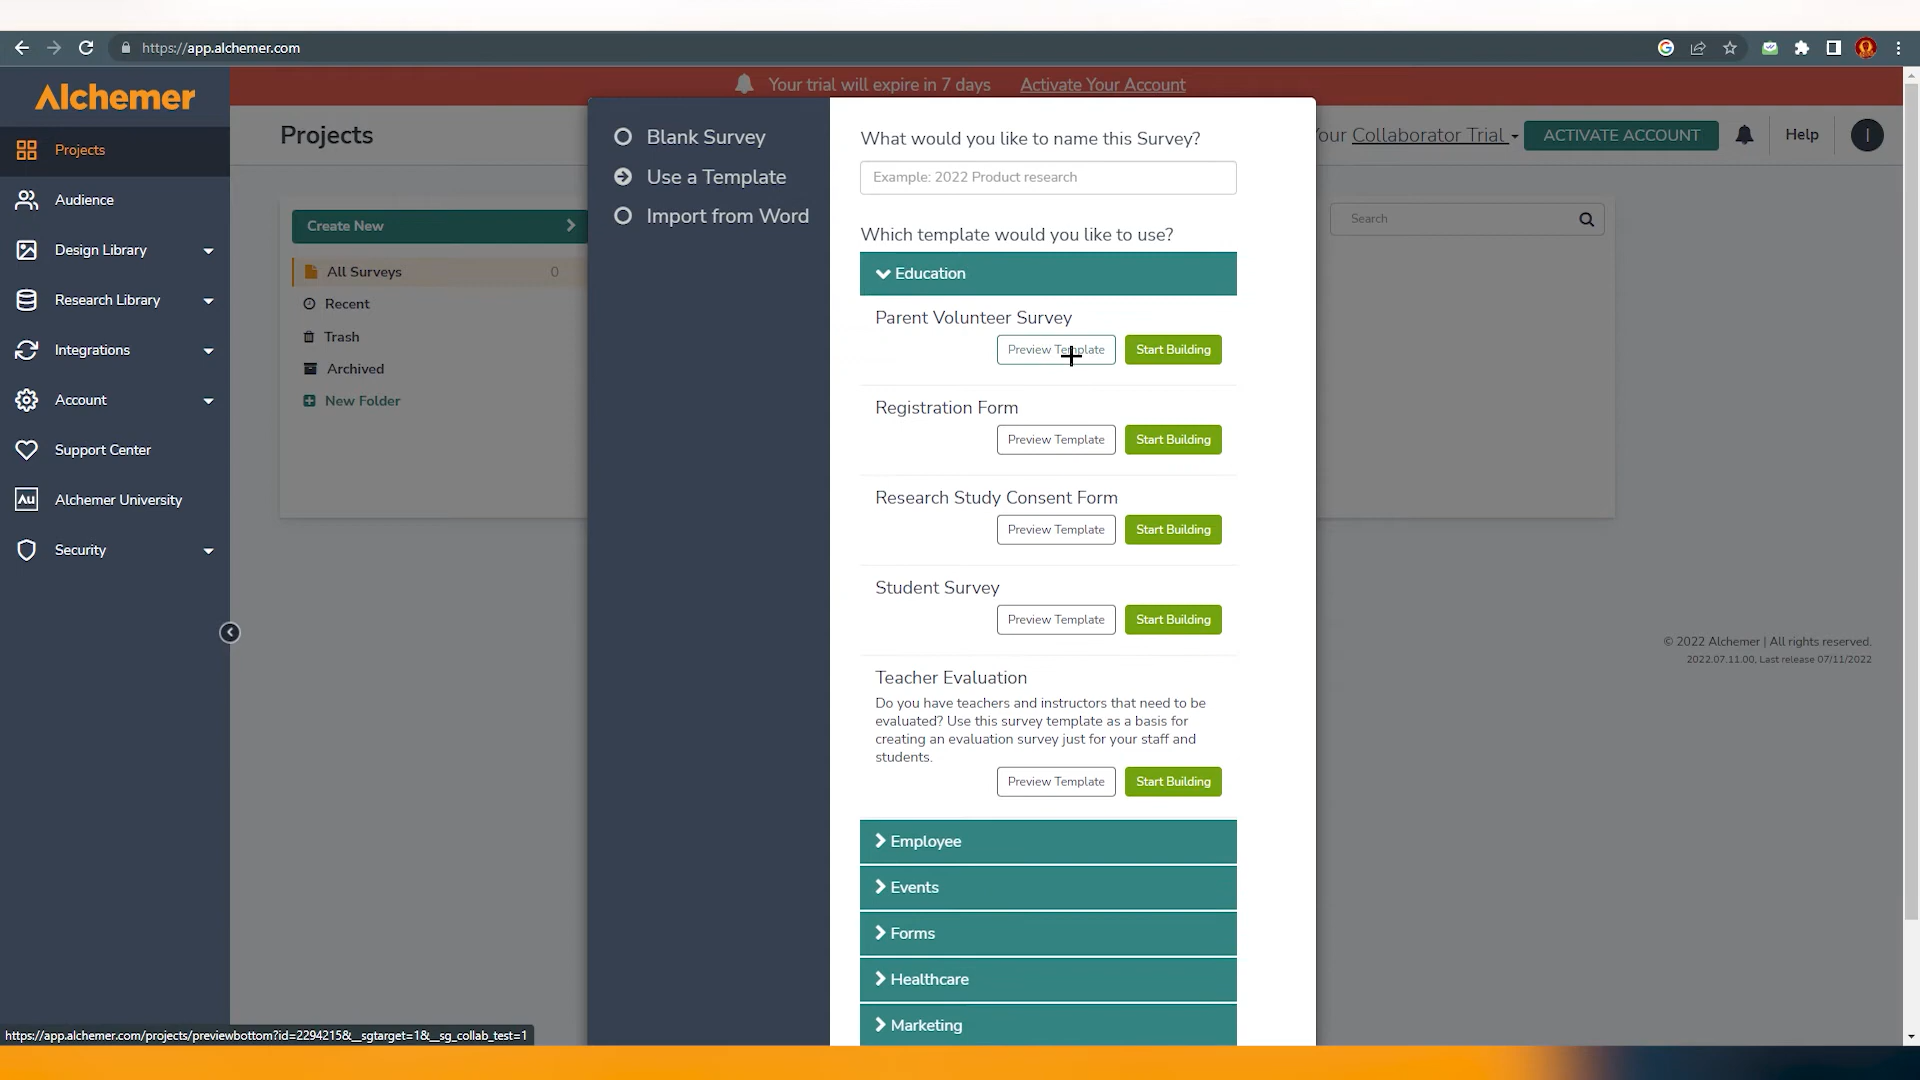 https://app.alchemer.com
Alchemer
Your trial will expire in 7 days Activate Your Account
Projects
Audience
Design Library
Research Library
Integrations
Account
Support Center
Au Alchemer University
Security
Projects
Your Collaborator Trial ACTIVATE ACCOUNT Help I
Create New
All Surveys 0
Recent
Trash
Archived
New Folder
Search
Blank Survey
Use a Template
Import from Word
What would you like to name this Survey?
Example: 2022 Product research
Which template would you like to use?
Education
Parent Volunteer Survey
Preview Template Start Building
Registration Form
Preview Template Start Building
Research Study Consent Form
Preview Template Start Building
Student Survey
Preview Template Start Building
Teacher Evaluation
Do you have teachers and instructors that need to be
evaluated? Use this survey template as a basis for
creating an evaluation survey just for your staff and
students.
Preview Template Start Building
Employee
Events
Forms
Healthcare
Marketing
© 2022 Alchemer | All rights reserved.
2022.07.11.00, Last release 07/11/2022
https://app.alchemer.com/projects/previewbottom?id=2294215&__sgtarget=1&__sg_collab_test=1